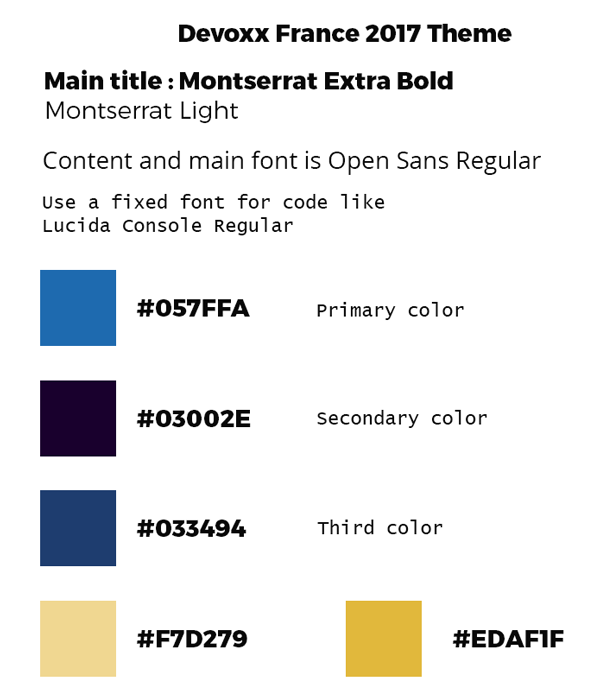 Devoxx France 2017 Theme
Main title : Montserrat Extra Bold
Montserrat Light
Content and main font is Open Sans Regular
Use a fixed font for code like
Lucida Console Regular
#057FFA Primary color
#03002E Secondary color
#033494 Third color
#F7D279 #EDAF1F